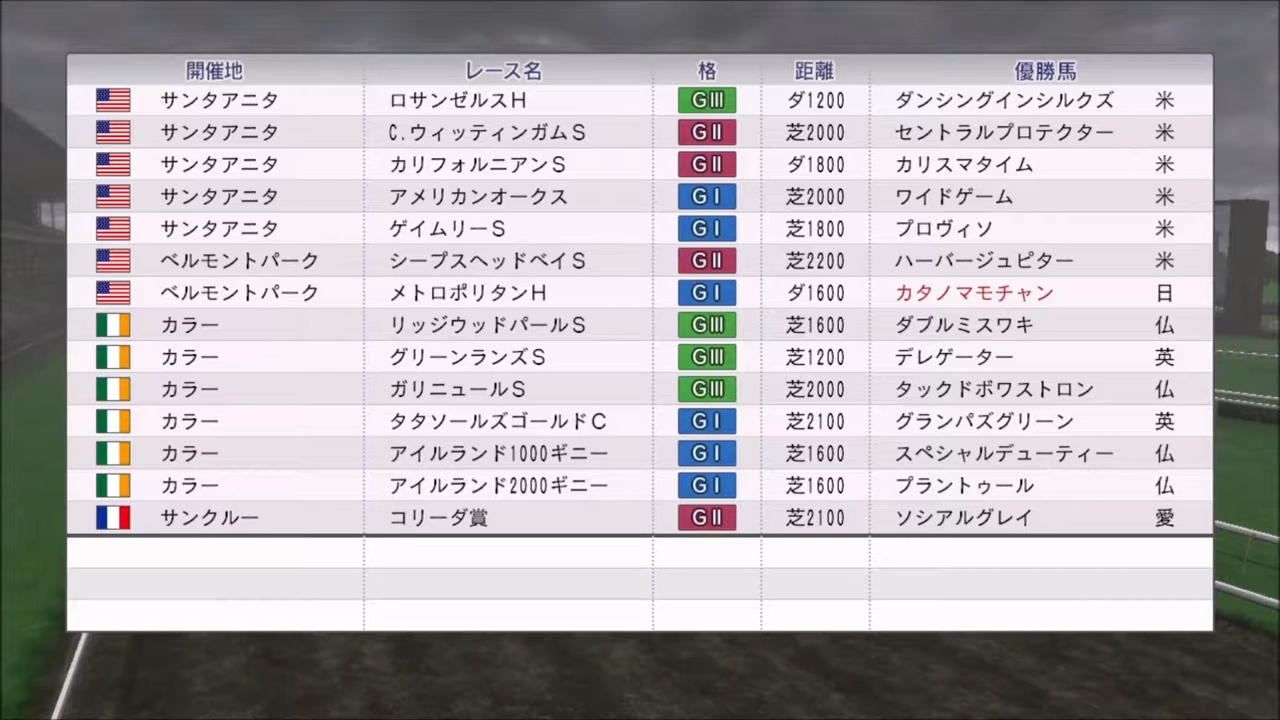 開催地 レース名 格 距離 優勝馬
サンタアニタ ロサンゼルスH GⅢ ダ1200 ダンシングインシルクズ 米
サンタアニタ C.ウィッティンガムS GⅡ 芝2000 セントラルプロテクター 米
サンタアニタ カリフォルニアンS GⅡ ダ1800 カリスマタイム 米
サンタアニタ アメリカンオークス GⅠ 芝2000 ワイドゲーム 米
サンタアニタ ゲイムリーS GⅠ 芝1800 プロヴィソ 米
ベルモントパーク シープスヘッドベイS GⅡ 芝2200 ハーバージュピター 米
ベルモントパーク メトロポリタンH GⅠ ダ1600 カタノマモチャン 日
カラー リッジウッドパールS GⅢ 芝1600 ダブルミスワキ 仏
カラー グリーンランズS GⅢ 芝1200 デレゲーター 英
カラー ガリニュールS GⅢ 芝2000 タックドボワストロン 仏
カラー タタソールズゴールドC GⅠ 芝2100 グランパズグリーン 英
カラー アイルランド1000ギニー GⅠ 芝1600 スペシャルデューティー 仏
カラー アイルランド2000ギニー GⅠ 芝1600 プラントゥール 仏
サンクルー コリーダ賞 GⅡ 芝2100 ソシアルグレイ 愛